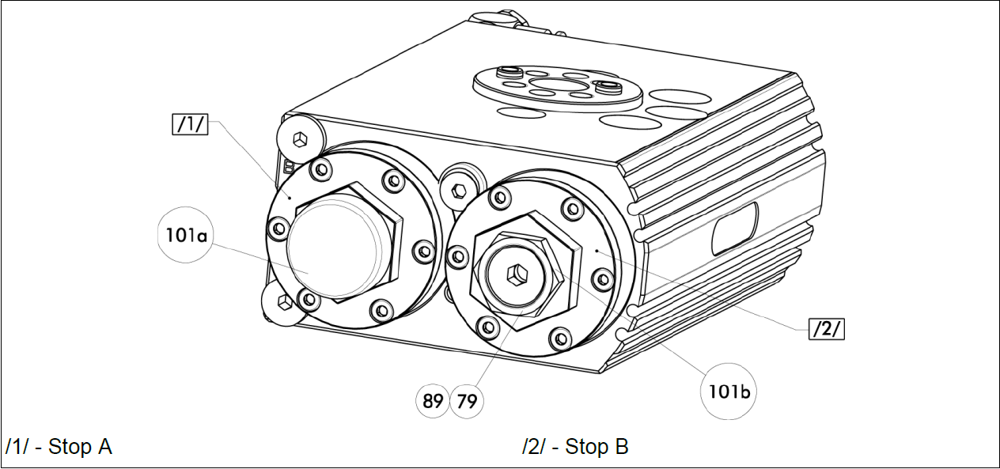 /1/
B
101a
/2/
101b
89 79
/1/ - Stop A /2/ - Stop B